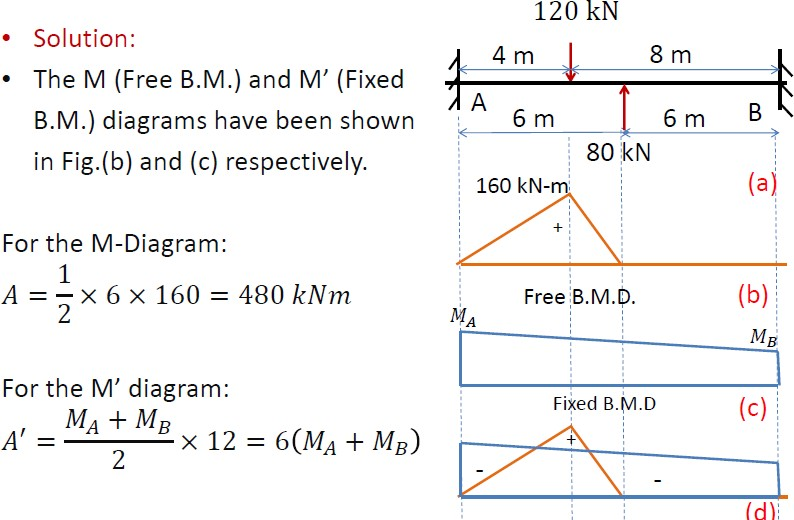 • Solution:
• The M (Free B.M.) and M’ (Fixed
B.M.) diagrams have been shown
in Fig.(b) and (c) respectively.
For the M-Diagram:
A = 1/2 × 6 × 160 = 480 kNm
For the M’ diagram:
A′ = (M_A + M_B)/2 × 12 = 6(M_A + M_B)
120 kN
4 m 8 m
A B
6 m 6 m
80 kN
(a)
160 kN-m
+
Free B.M.D. (b)
M_A M_B
Fixed B.M.D (c)
+
- -
(d)